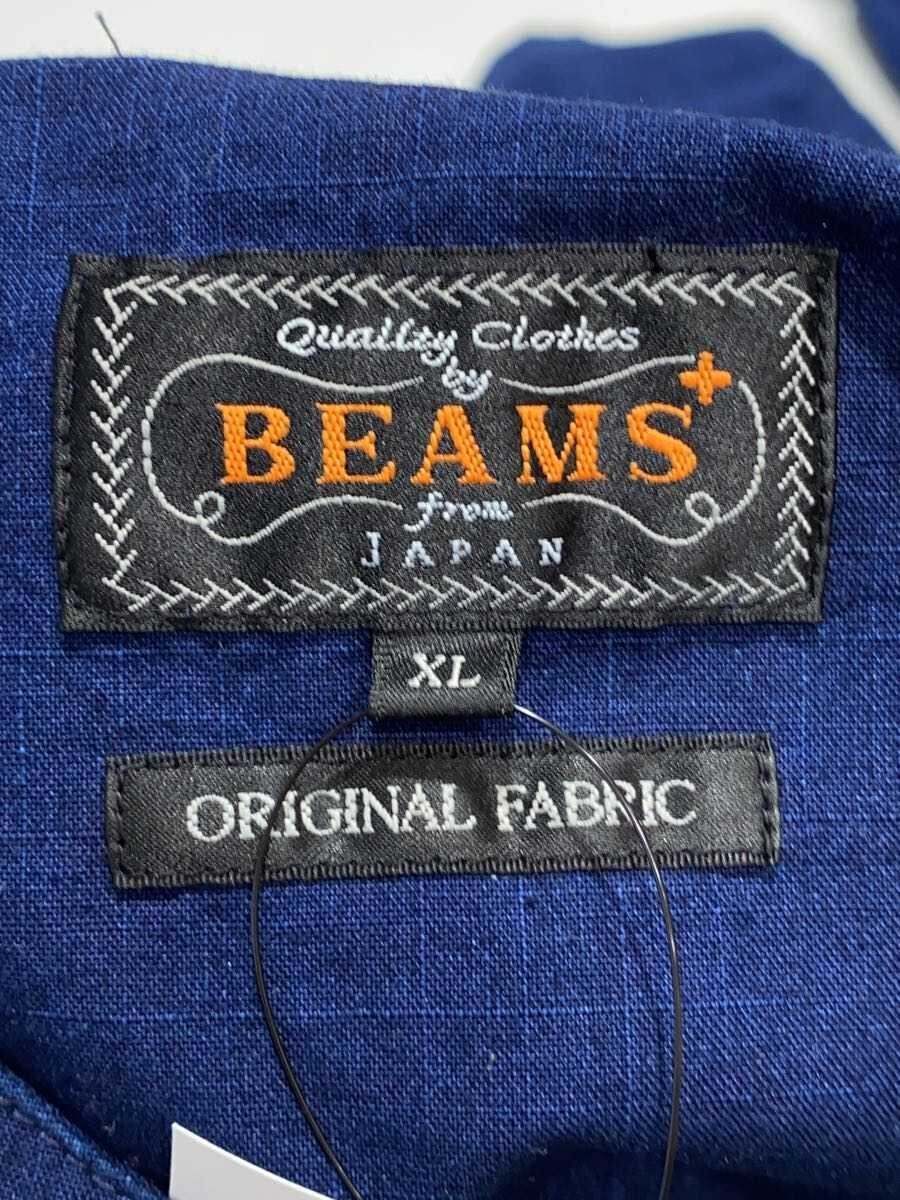 Quality Clothes
by
BEAMS+
from
JAPAN
XL
ORIGINAL FABRIC